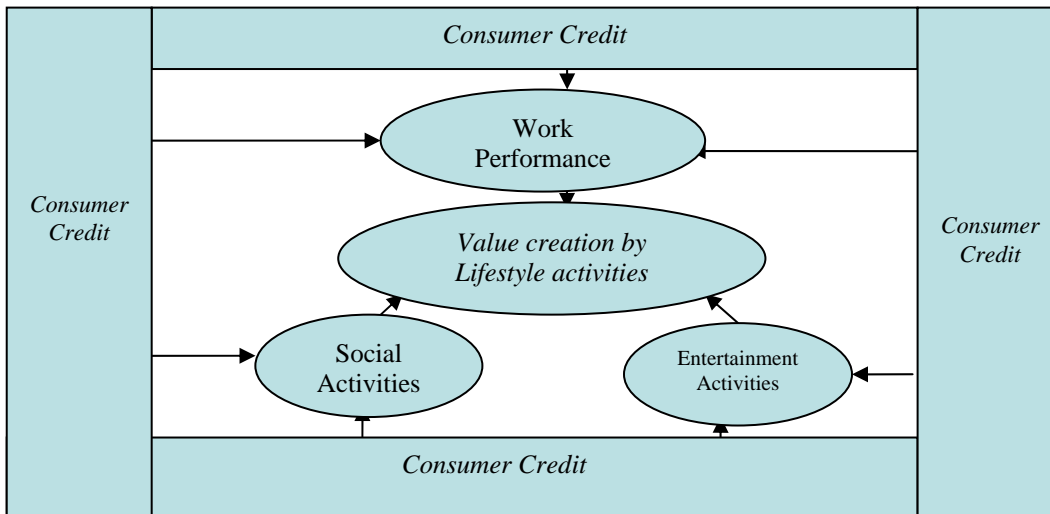 Consumer Credit
Work
Performance
Consumer
Credit
Value creation by
Lifestyle activities
Consumer
Credit
Social
Activities
Entertainment
Activities
Consumer Credit